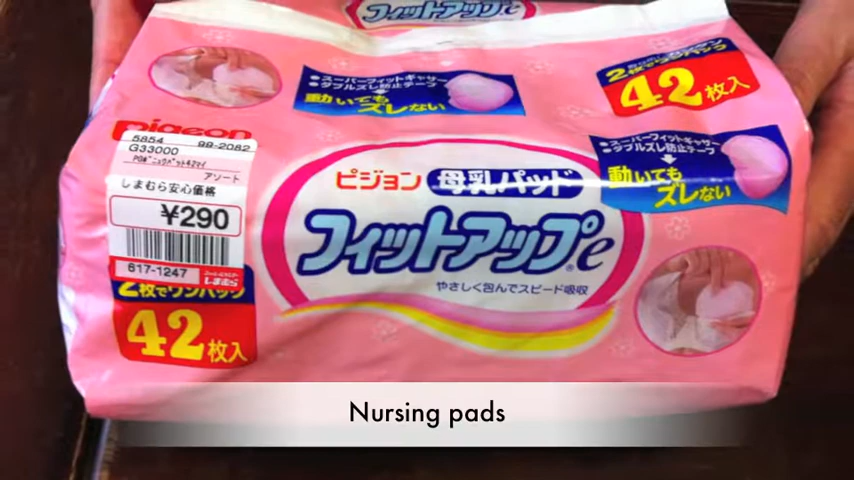 フィットアップe
・スーパーフィットギャザー
・ダブルズレ防止テープ
動いても
ズレない
2枚でワンパック
42枚入
Pigeon
5854 99-2082
G33000
アソート
しまむら安心価格
¥290
617-1247
しまむら
2枚でワンパック
42枚入
ピジョン 母乳パッド
フィットアップ®e
やさしく包んでスピード吸収
・スーパーフィットギャザー
・ダブルズレ防止テープ
動いても
ズレない
Nursing pads